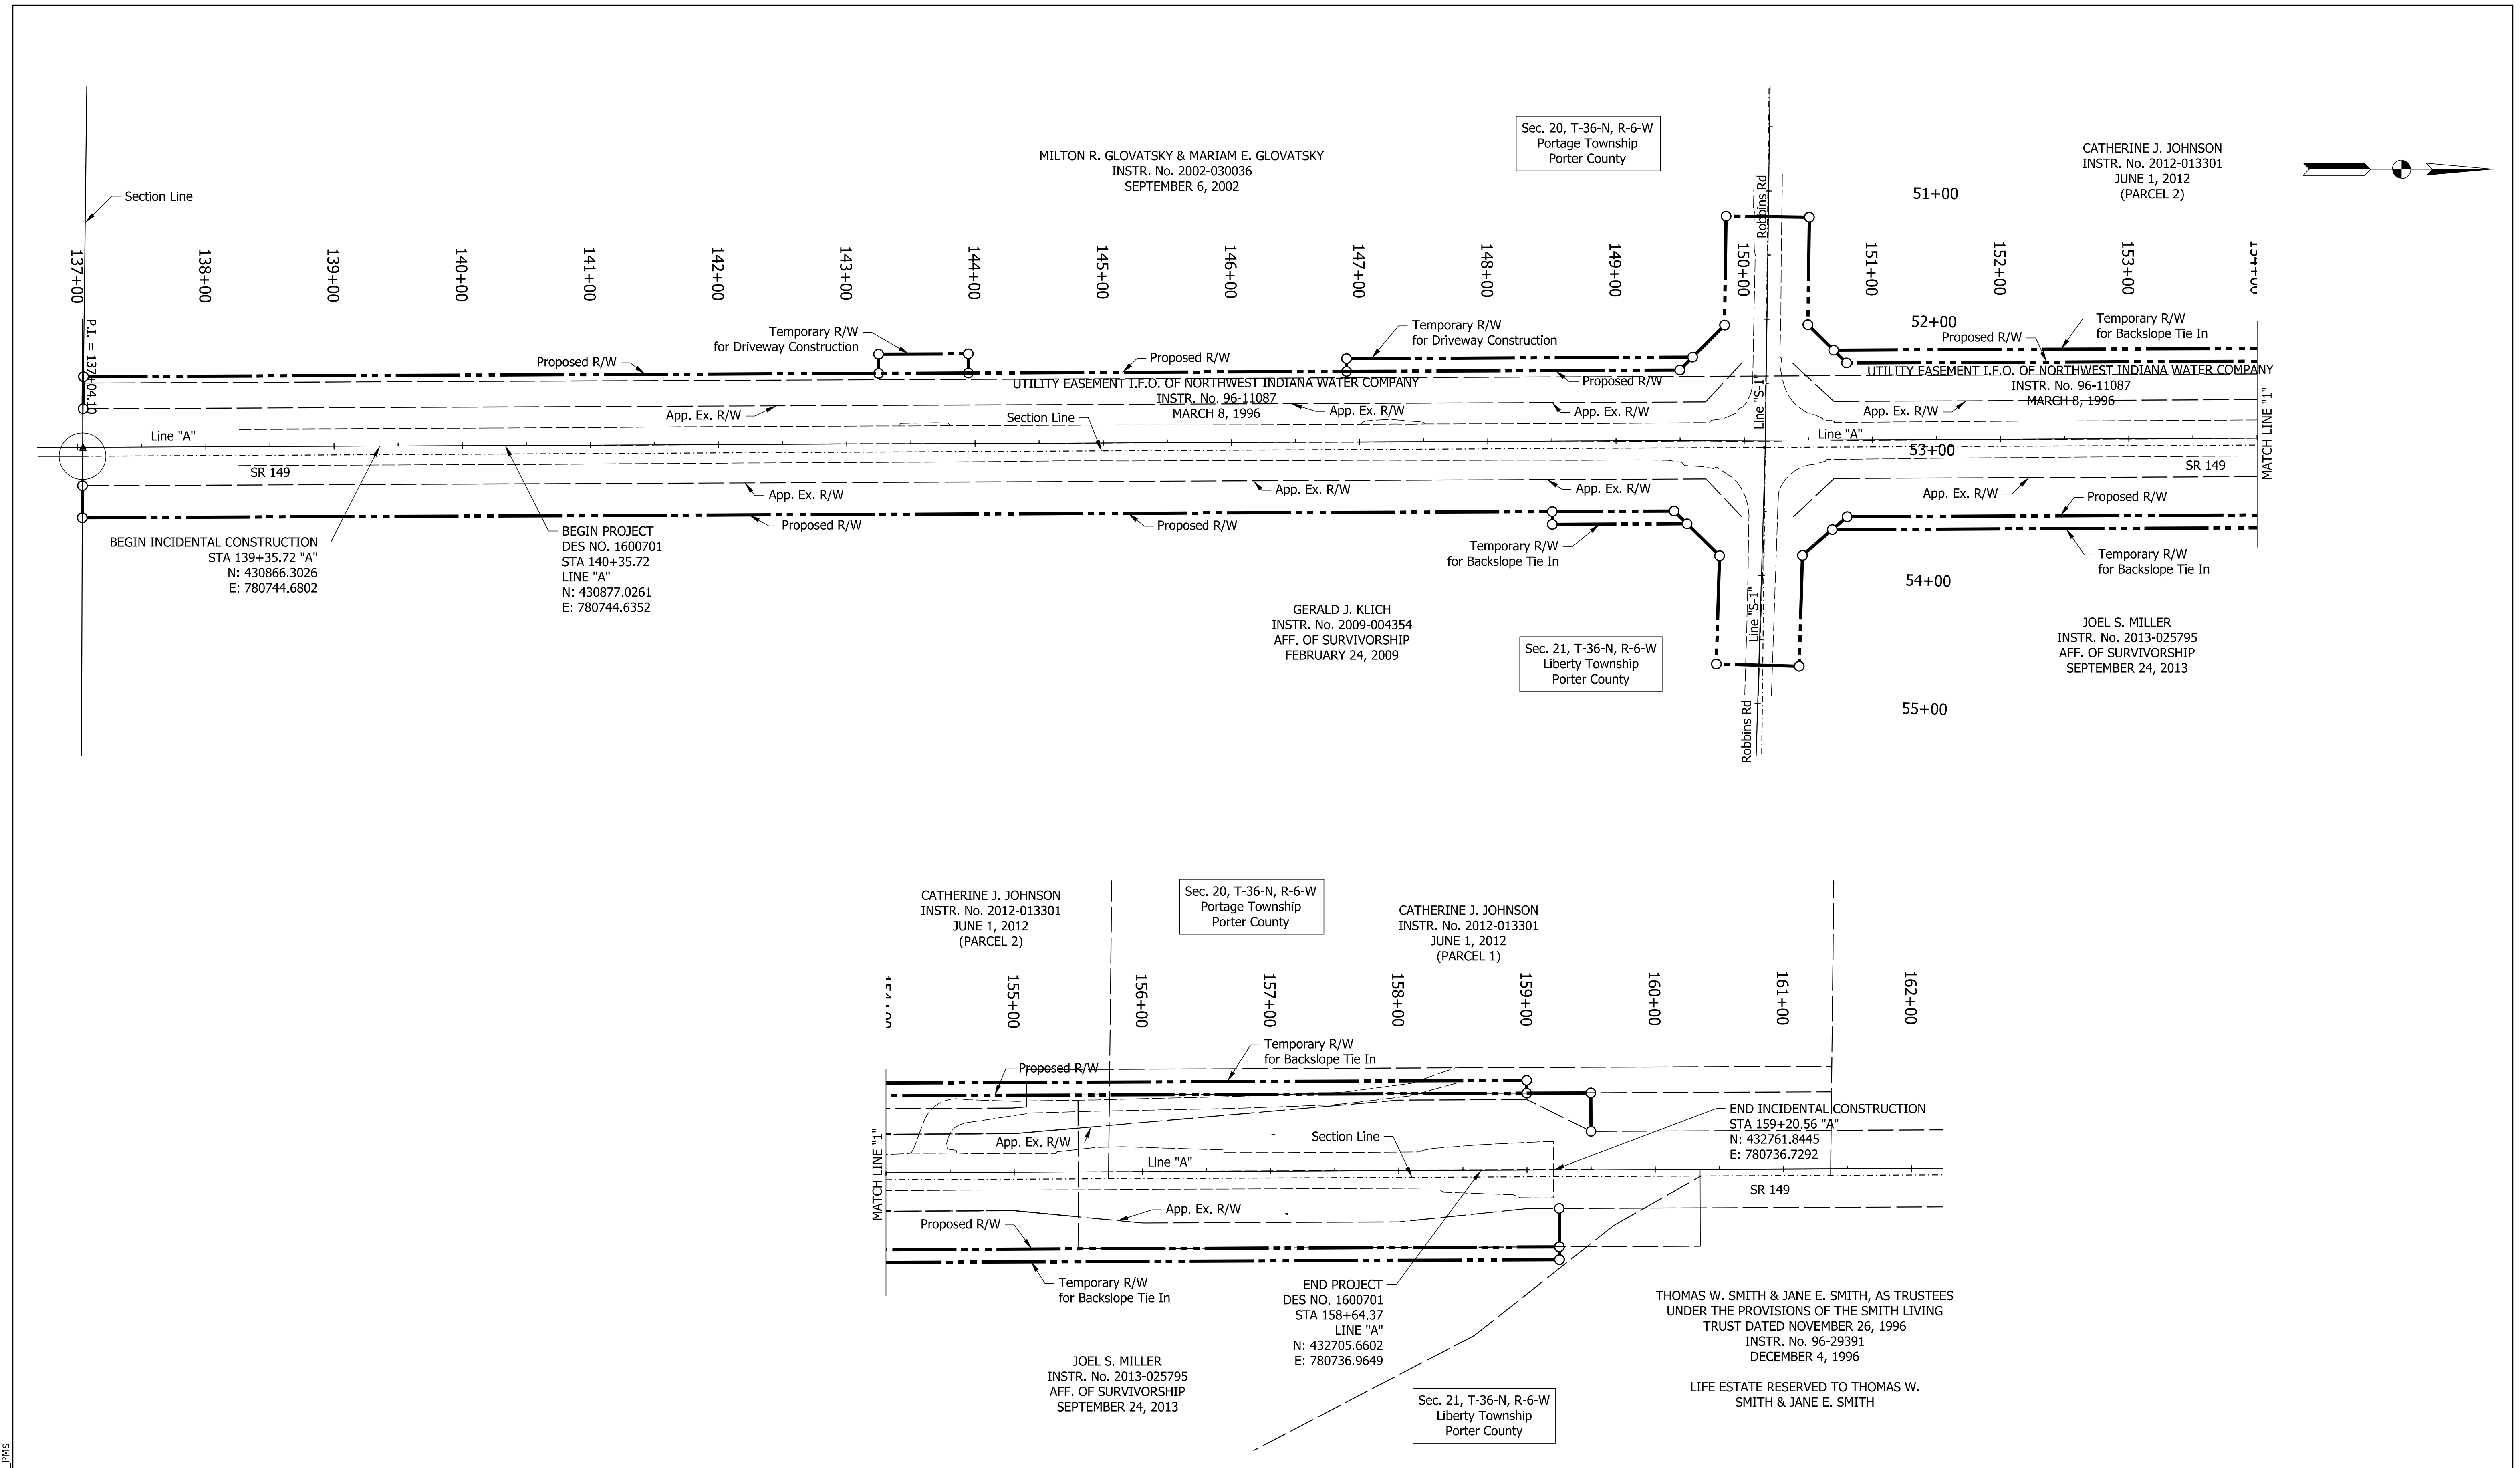 MILTON R. GLOVATSKY & MARIAM E. GLOVATSKY
INSTR. No. 2002-030036
SEPTEMBER 6, 2002
Sec. 20, T-36-N, R-6-W
Portage Township
Porter County
CATHERINE J. JOHNSON
INSTR. No. 2012-013301
JUNE 1, 2012
(PARCEL 2)
Section Line
Robbins Rd
51+00
137+00
138+00
139+00
140+00
141+00
142+00
143+00
144+00
145+00
146+00
147+00
148+00
149+00
150+00
151+00
152+00
153+00
P.I. = 137+04.10
Temporary R/W
for Driveway Construction
Temporary R/W
for Driveway Construction
52+00
Temporary R/W
for Backslope Tie In
Proposed R/W
Proposed R/W
Proposed R/W
Proposed R/W
UTILITY EASEMENT I.F.O. OF NORTHWEST INDIANA WATER COMPANY
INSTR. No. 96-11087
MARCH 8, 1996
UTILITY EASEMENT I.F.O. OF NORTHWEST INDIANA WATER COMPANY
INSTR. No. 96-11087
MARCH 8, 1996
App. Ex. R/W
App. Ex. R/W
App. Ex. R/W
App. Ex. R/W
Section Line
Line "S-1"
Line "A"
Line "A"
53+00
SR 149
SR 149
MATCH LINE "1"
App. Ex. R/W
App. Ex. R/W
App. Ex. R/W
App. Ex. R/W
Proposed R/W
Proposed R/W
Proposed R/W
BEGIN INCIDENTAL CONSTRUCTION
STA 139+35.72 "A"
N: 430866.3026
E: 780744.6802
BEGIN PROJECT
DES NO. 1600701
STA 140+35.72
LINE "A"
N: 430877.0261
E: 780744.6352
Temporary R/W
for Backslope Tie In
Temporary R/W
for Backslope Tie In
54+00
GERALD J. KLICH
INSTR. No. 2009-004354
AFF. OF SURVIVORSHIP
FEBRUARY 24, 2009
Sec. 21, T-36-N, R-6-W
Liberty Township
Porter County
Line "S-1"
Robbins Rd
JOEL S. MILLER
INSTR. No. 2013-025795
AFF. OF SURVIVORSHIP
SEPTEMBER 24, 2013
55+00
CATHERINE J. JOHNSON
INSTR. No. 2012-013301
JUNE 1, 2012
(PARCEL 2)
Sec. 20, T-36-N, R-6-W
Portage Township
Porter County
CATHERINE J. JOHNSON
INSTR. No. 2012-013301
JUNE 1, 2012
(PARCEL 1)
155+00
156+00
157+00
158+00
159+00
160+00
161+00
162+00
Temporary R/W
for Backslope Tie In
Proposed R/W
MATCH LINE "1"
App. Ex. R/W
Section Line
Line "A"
END INCIDENTAL CONSTRUCTION
STA 159+20.56 "A"
N: 432761.8445
E: 780736.7292
SR 149
App. Ex. R/W
Proposed R/W
Temporary R/W
for Backslope Tie In
END PROJECT
DES NO. 1600701
STA 158+64.37
LINE "A"
N: 432705.6602
E: 780736.9649
THOMAS W. SMITH & JANE E. SMITH, AS TRUSTEES
UNDER THE PROVISIONS OF THE SMITH LIVING
TRUST DATED NOVEMBER 26, 1996
INSTR. No. 96-29391
DECEMBER 4, 1996
LIFE ESTATE RESERVED TO THOMAS W.
SMITH & JANE E. SMITH
JOEL S. MILLER
INSTR. No. 2013-025795
AFF. OF SURVIVORSHIP
SEPTEMBER 24, 2013
Sec. 21, T-36-N, R-6-W
Liberty Township
Porter County
PM$